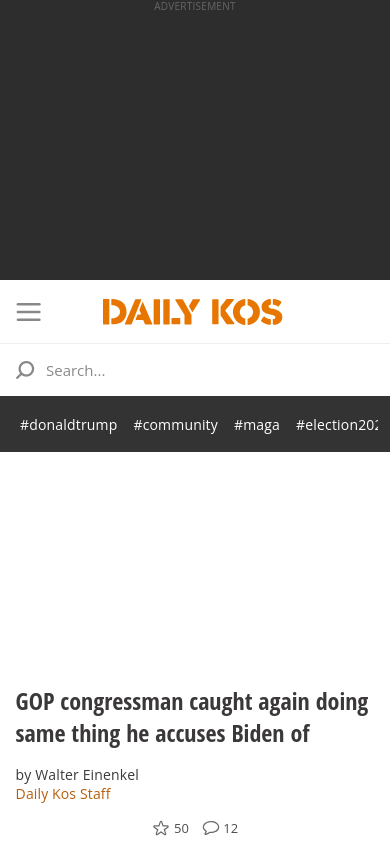 ADVERTISEMENT
DAILY KOS
Search...
#donaldtrump #community #maga #election202
GOP congressman caught again doing
same thing he accuses Biden of
by Walter Einenkel
Daily Kos Staff
50 12